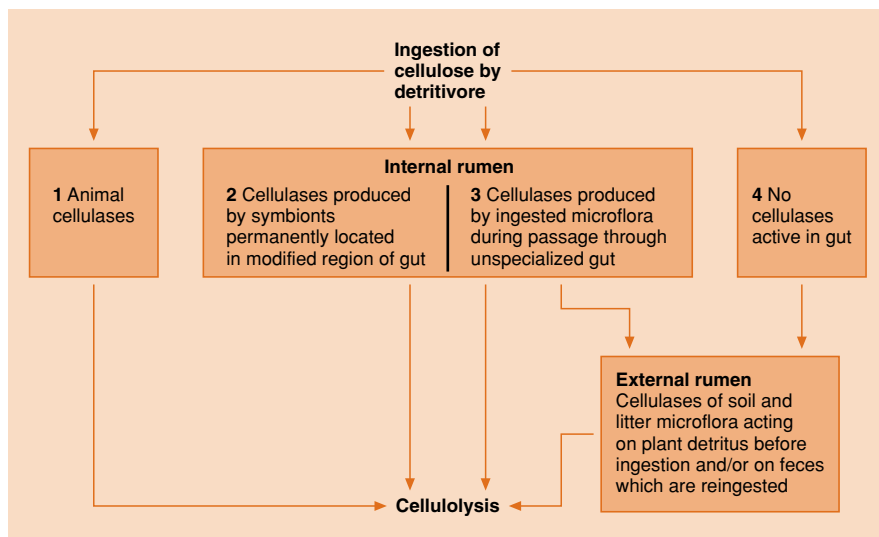 Ingestion of
cellulose by
detritivore
1 Animal
cellulases
Internal rumen
2 Cellulases produced
by symbionts
permanently located
in modified region of gut
3 Cellulases produced
by ingested microflora
during passage through
unspecialized gut
4 No
cellulases
active in gut
External rumen
Cellulases of soil and
litter microflora acting
on plant detritus before
ingestion and/or on feces
which are reingested
Cellulolysis